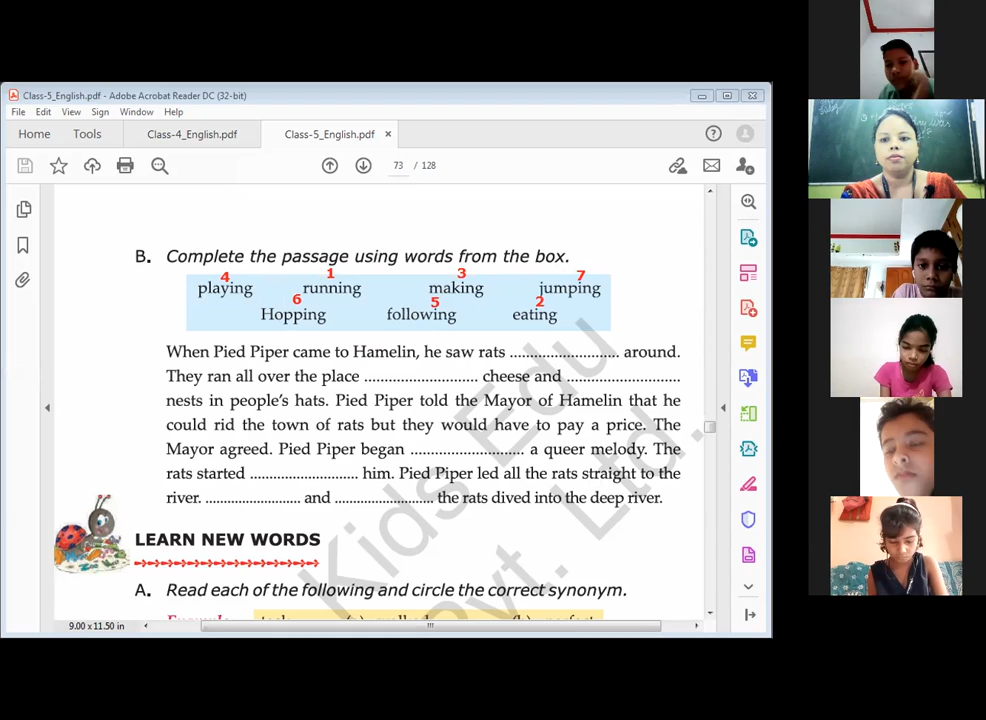 Class-5_English.pdf - Adobe Acrobat Reader DC (32-bit)
File Edit View Sign Window Help
Home Tools Class-4_English.pdf Class-5_English.pdf ×
73 / 128
B. Complete the passage using words from the box.
4 1 3 7
playing running making jumping
6 5 2
Hopping following eating
When Pied Piper came to Hamelin, he saw rats ........................... around.
They ran all over the place ............................ cheese and ............................
nests in people's hats. Pied Piper told the Mayor of Hamelin that he
could rid the town of rats but they would have to pay a price. The
Mayor agreed. Pied Piper began ............................ a queer melody. The
rats started ........................... him. Pied Piper led all the rats straight to the
river. ........................ and ......................... the rats dived into the deep river.
LEARN NEW WORDS
A. Read each of the following and circle the correct synonym.
Kids Edu
Pvt. Ltd.
9.00 x 11.50 in